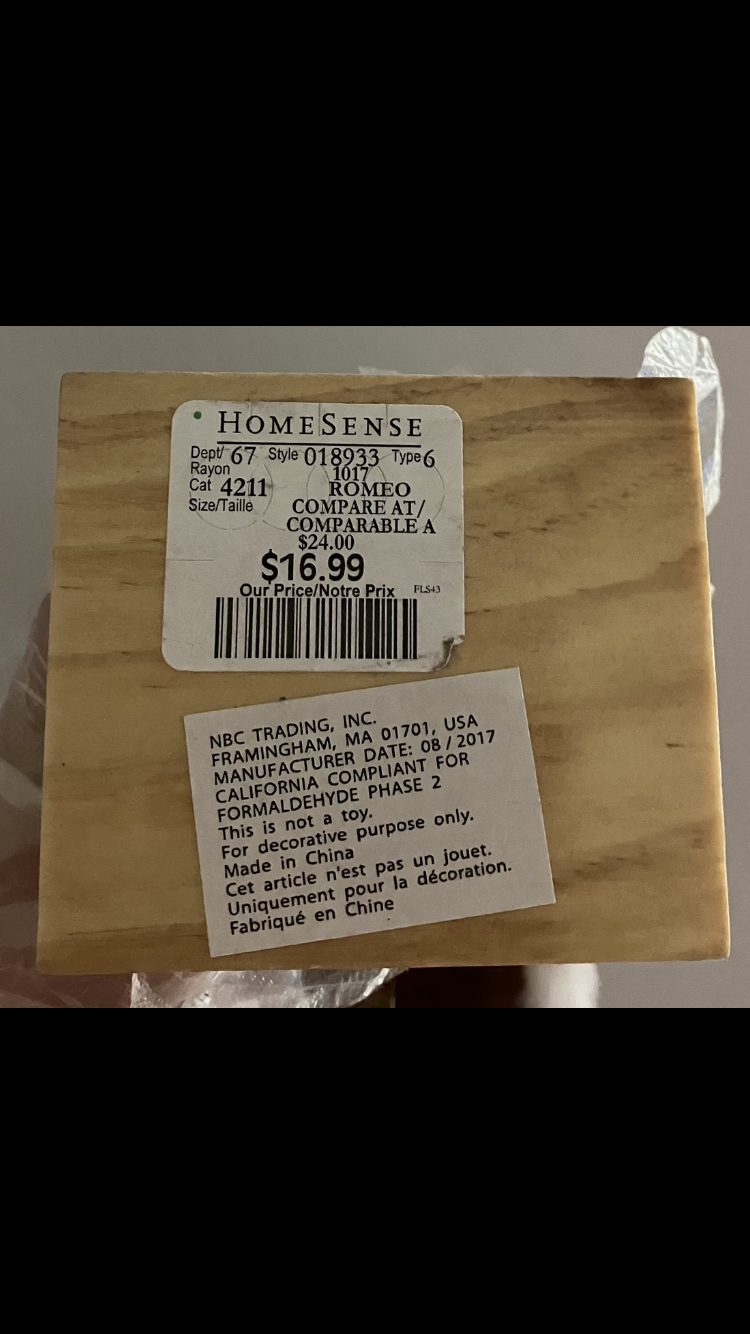 HOMESENSE
Dept/ 67 Style 018933 Type 6
Rayon 1017
Cat 4211 ROMEO
Size/Taille COMPARE AT/
COMPARABLE A
$24.00
$16.99
Our Price/Notre Prix FLS43
NBC TRADING, INC.
FRAMINGHAM, MA 01701, USA
MANUFACTURER DATE: 08 / 2017
CALIFORNIA COMPLIANT FOR
FORMALDEHYDE PHASE 2
This is not a toy.
For decorative purpose only.
Made in China
Cet article n'est pas un jouet.
Uniquement pour la décoration.
Fabriqué en Chine